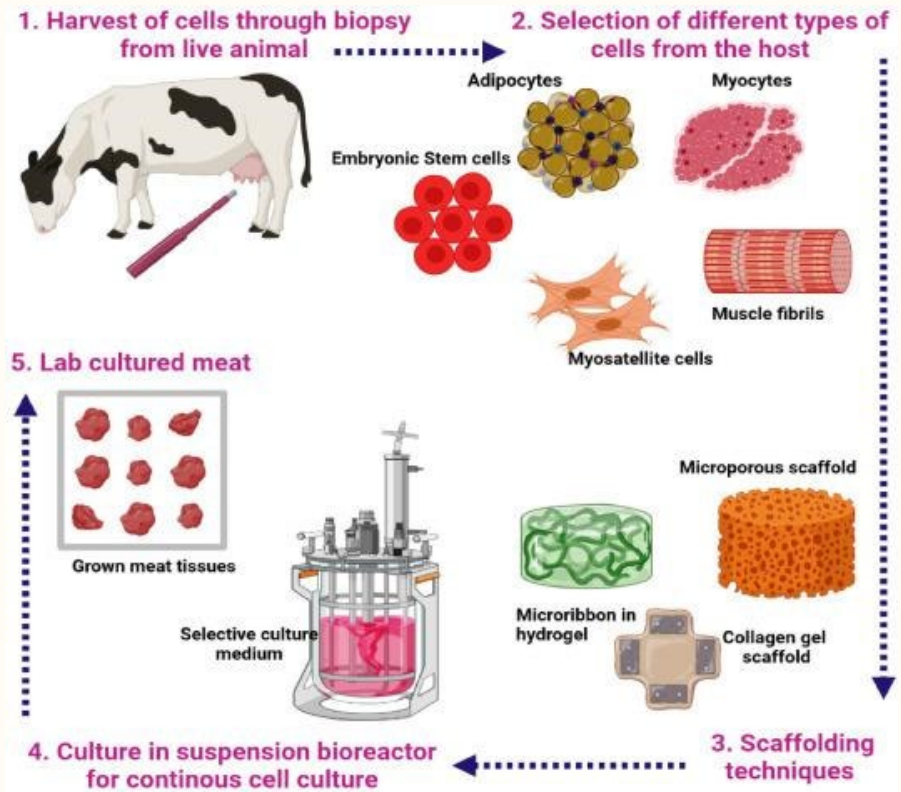 1. Harvest of cells through biopsy
from live animal
2. Selection of different types of
cells from the host
Adipocytes
Myocytes
Embryonic Stem cells
Muscle fibrils
Myosatellite cells
5. Lab cultured meat
Grown meat tissues
Selective culture
medium
Microporous scaffold
Microribbon in
hydrogel
Collagen gel
scaffold
4. Culture in suspension bioreactor
for continous cell culture
3. Scaffolding
techniques